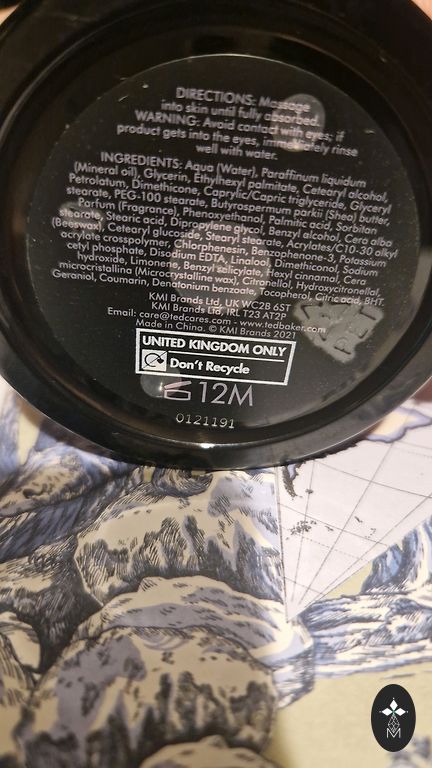 DIRECTIONS: Massage
into skin until fully absorbed.
WARNING: Avoid contact with eyes; if
product gets into the eyes, immediately rinse
well with water.
INGREDIENTS: Aqua (Water), Paraffinum liquidum
(Mineral oil), Glycerin, Ethylhexyl palmitate, Cetearyl alcohol,
Petrolatum, Dimethicone, Caprylic/Capric triglyceride, Glyceryl
stearate, PEG-100 stearate, Butyrospermum parkii (Shea) butter,
Parfum (Fragrance), Phenoxyethanol, Palmitic acid, Sorbitan
stearate, Stearic acid, Dipropylene glycol, Benzyl alcohol, Cera alba
(Beeswax), Cetearyl glucoside, Stearyl stearate, Acrylates/C10-30 alkyl
acrylate crosspolymer, Chlorphenesin, Benzophenone-3, Potassium
cetyl phosphate, Disodium EDTA, Linalool, Dimethiconol, Sodium
hydroxide, Limonene, Benzyl salicylate, Hexyl cinnamal, Cera
microcristallina (Microcrystalline wax), Citronellol, Hydroxycitronellal,
Geraniol, Coumarin, Denatonium benzoate, Tocopherol, Citric acid, BHT.
KMI Brands Ltd, UK WC2B 6ST
KMI Brands Ltd, IRL T23 AT2P
Email: care@tedcares.com - www.tedbaker.com
Made in China. © KMI Brands 2021
UNITED KINGDOM ONLY
Don't Recycle
12M
0121191